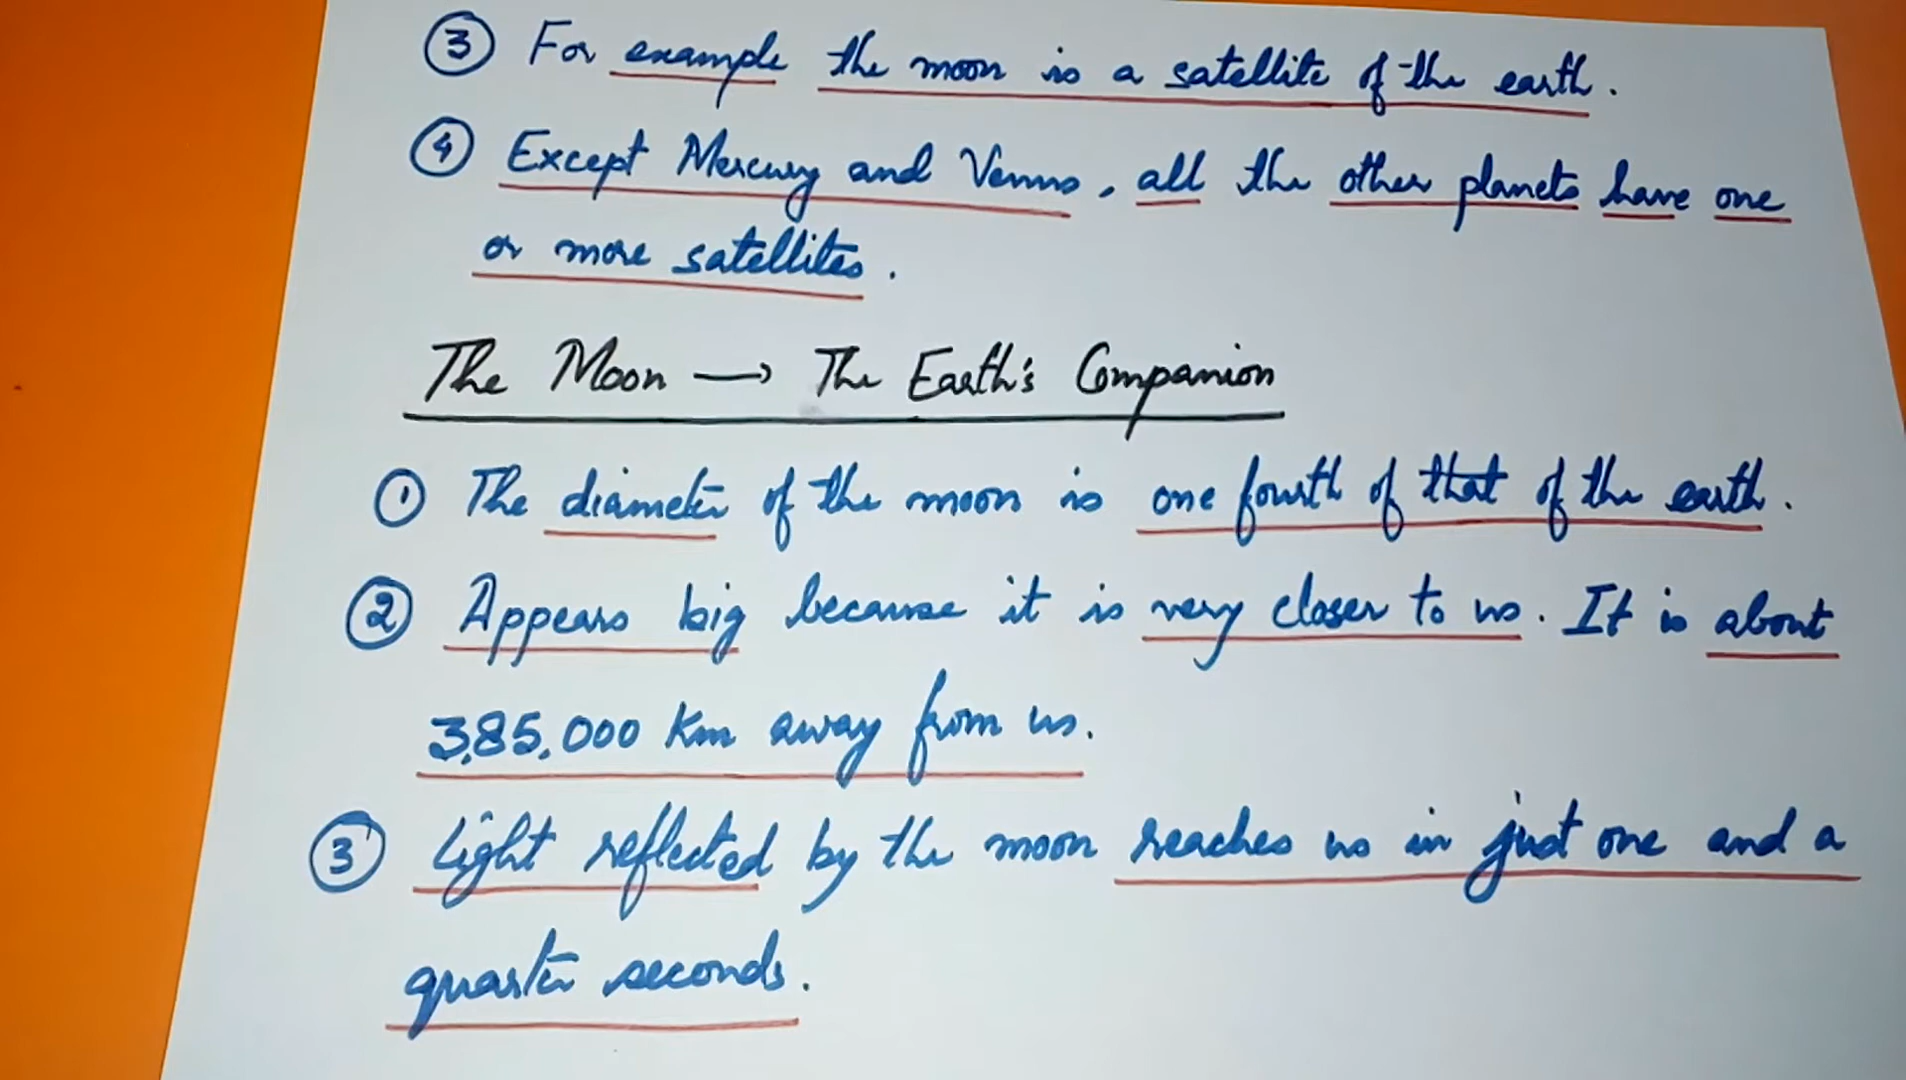 ③ For example the moon is a satellite of the earth.
④ Except Mercury and Venus, all the other planets have one
or more satellites.
The Moon → The Earth's Companion
① The diameter of the moon is one fourth of that of the earth.
② Appears big because it is very closer to us. It is about
3,85,000 Km away from us.
③ Light reflected by the moon reaches us in just one and a
quarter seconds.